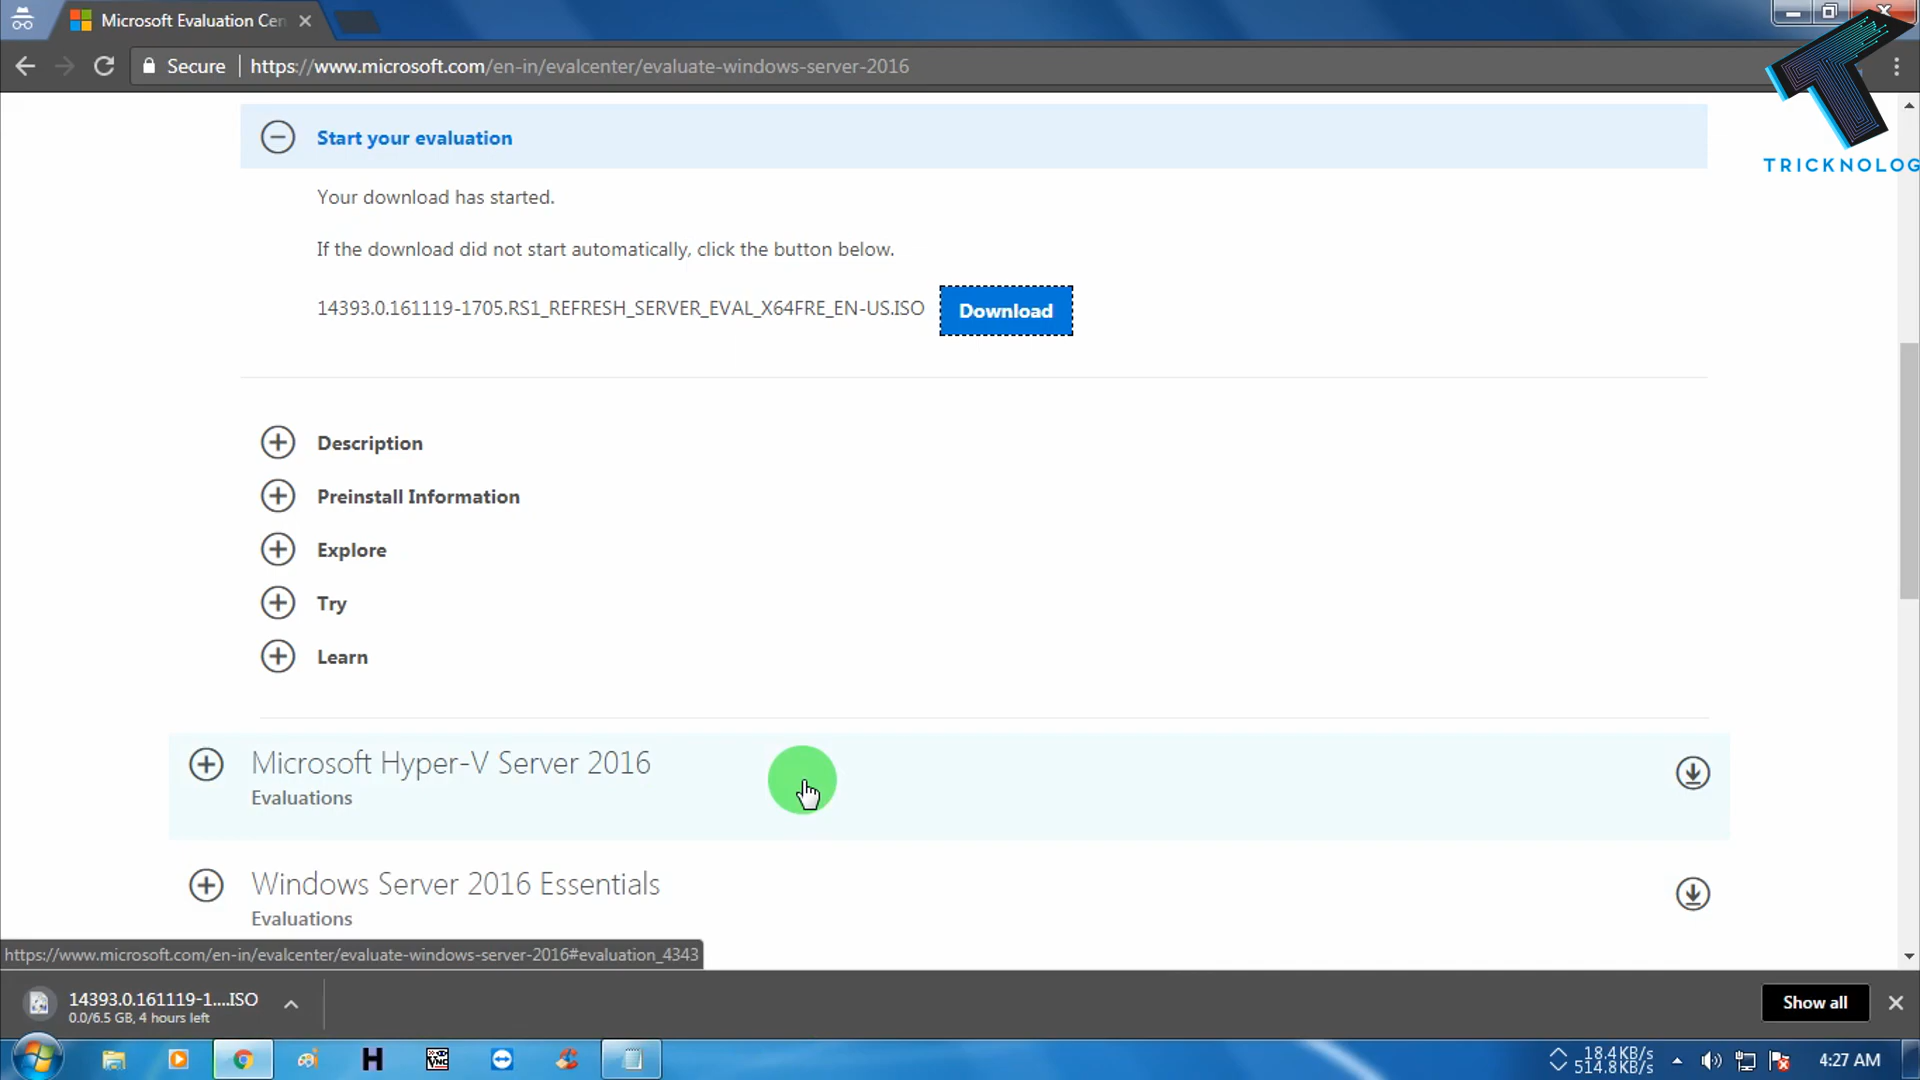 Microsoft Evaluation Cen
Secure
https://www.microsoft.com/en-in/evalcenter/evaluate-windows-server-2016
TRICKNOLOG
Start your evaluation
Your download has started.
If the download did not start automatically, click the button below.
14393.0.161119-1705.RS1_REFRESH_SERVER_EVAL_X64FRE_EN-US.ISO
Download
Description
Preinstall Information
Explore
Try
Learn
Microsoft Hyper-V Server 2016
Evaluations
Windows Server 2016 Essentials
Evaluations
https://www.microsoft.com/en-in/evalcenter/evaluate-windows-server-2016#evaluation_4343
14393.0.161119-1....ISO
0.0/6.5 GB, 4 hours left
Show all
H
VNC
18.4KB/s
514.8KB/s
4:27 AM